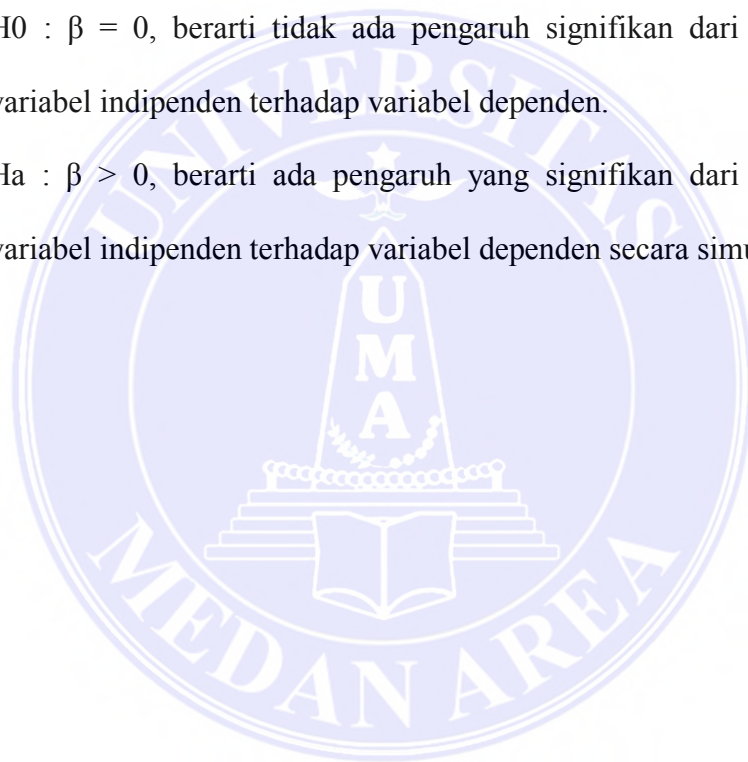 H0 : β = 0, berarti tidak ada pengaruh signifikan dari
variabel indipenden terhadap variabel dependen.
Ha : β > 0, berarti ada pengaruh yang signifikan dari
variabel indipenden terhadap variabel dependen secara
UNIVERSITAS
U
M
A
MEDAN AREA